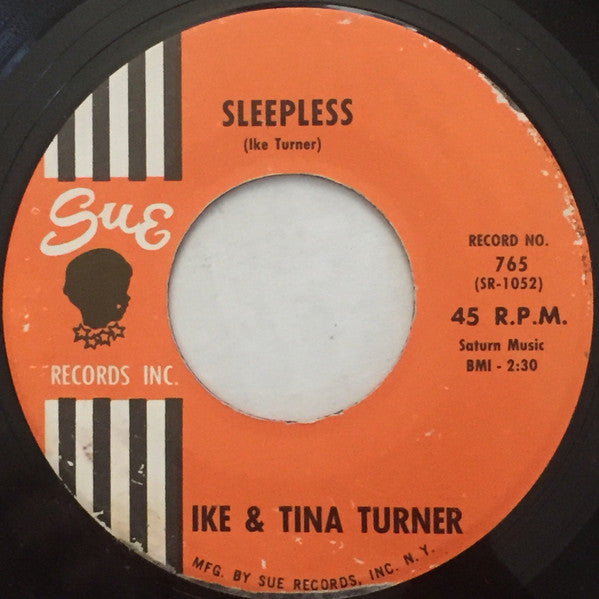 SLEEPLESS
(Ike Turner)
Sue
RECORDS INC.
RECORD NO.
765
(SR-1052)
45 R.P.M.
Saturn Music
BMI - 2:30
IKE & TINA TURNER
MFG. BY SUE RECORDS, INC. N.Y.